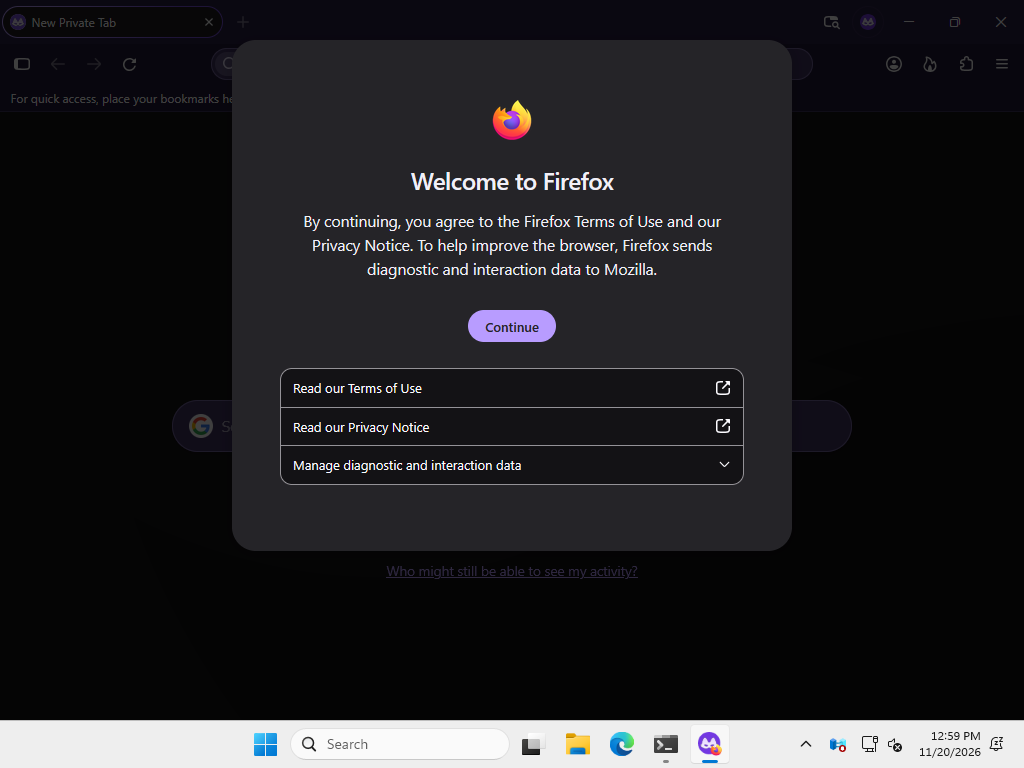 New Private Tab
For quick access, place your bookmarks he
Welcome to Firefox
By continuing, you agree to the Firefox Terms of Use and our
Privacy Notice. To help improve the browser, Firefox sends
diagnostic and interaction data to Mozilla.
Continue
Read our Terms of Use
Read our Privacy Notice
Manage diagnostic and interaction data
Who might still be able to see my activity?
Search
12:59 PM
11/20/2026